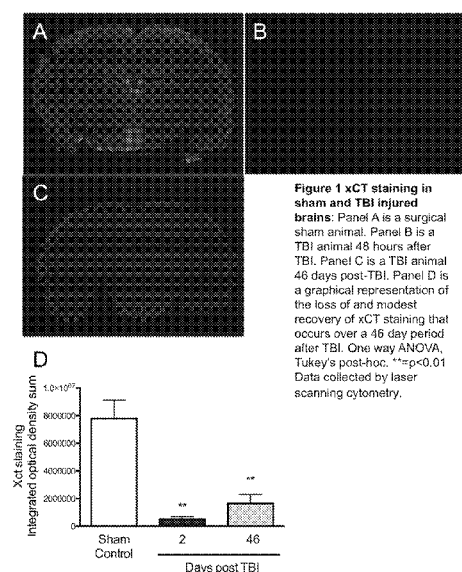 A
B
C
Figure 1 xCT staining in
sham and TBI injured
brains: Panel A is a surgical
sham animal. Panel B is a
TBI animal 48 hours after
TBI. Panel C is a TBI animal
46 days post-TBI. Panel D is
a graphical representation of
the loss of and modest
recovery of xCT staining that
occurs over a 46 day period
after TBI. One way ANOVA,
Tukey's post-hoc. **=p<0.01
Data collected by laser
scanning cytometry.
D
Xct staining
Integrated optical density sum
1.0×10⁰⁷
8000000
6000000
4000000
2000000
0
**
**
Sham
Control
2
46
Days post TBI